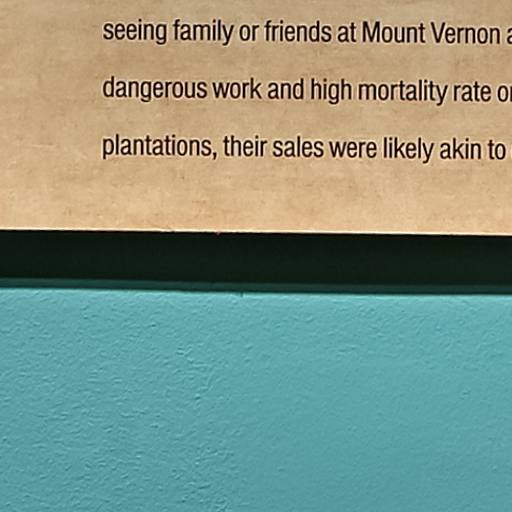 seeing family or friends at Mount Vernon
dangerous work and high mortality rate
plantations, their sales were likely akin to